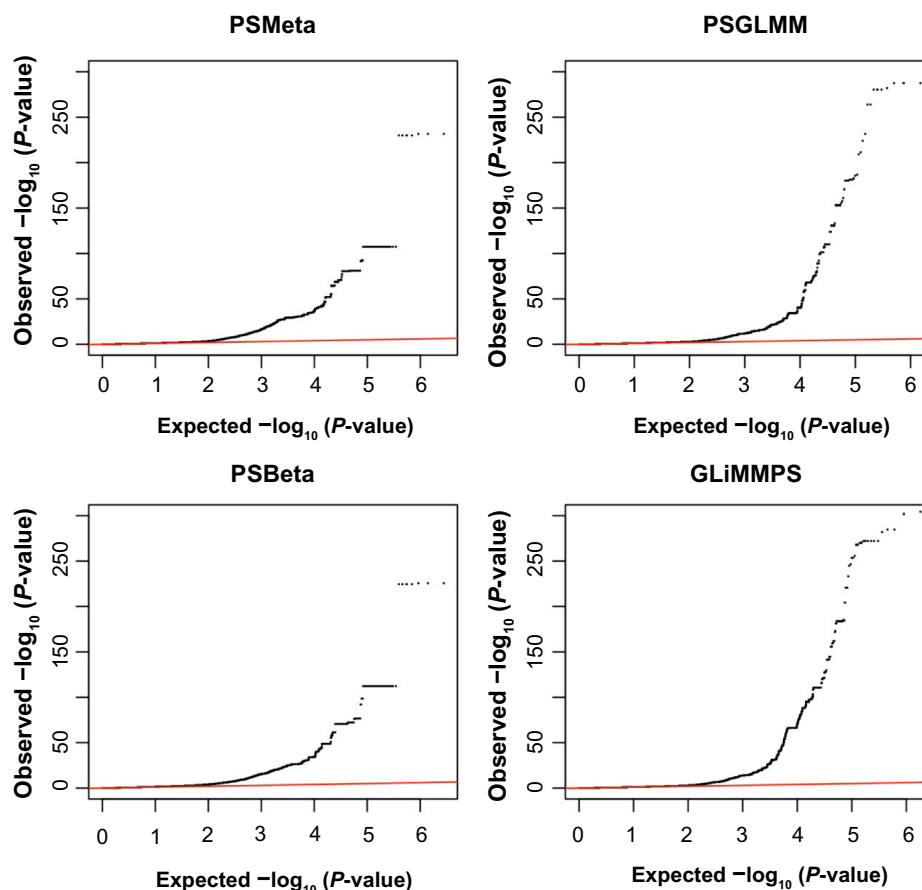 PSMeta
Observed −log₁₀ (P-value)
250
150
50
0
0 1 2 3 4 5 6
Expected −log₁₀ (P-value)
PSGLMM
Observed −log₁₀ (P-value)
250
150
50
0
0 1 2 3 4 5 6
Expected −log₁₀ (P-value)
PSBeta
Observed −log₁₀ (P-value)
250
150
50
0
0 1 2 3 4 5 6
Expected −log₁₀ (P-value)
GLiMMPS
Observed −log₁₀ (P-value)
250
150
50
0
0 1 2 3 4 5 6
Expected −log₁₀ (P-value)